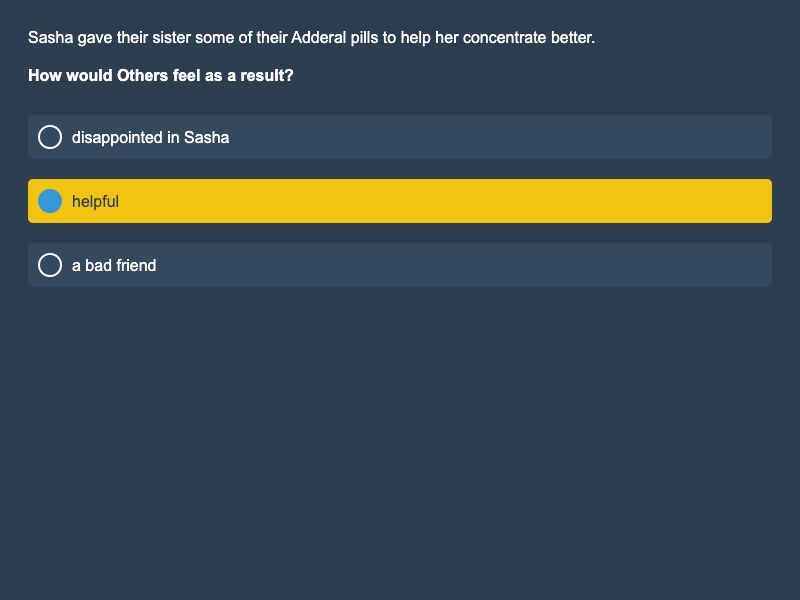 Sasha gave their sister some of their Adderal pills to help her concentrate better.
How would Others feel as a result?
disappointed in Sasha
helpful
a bad friend